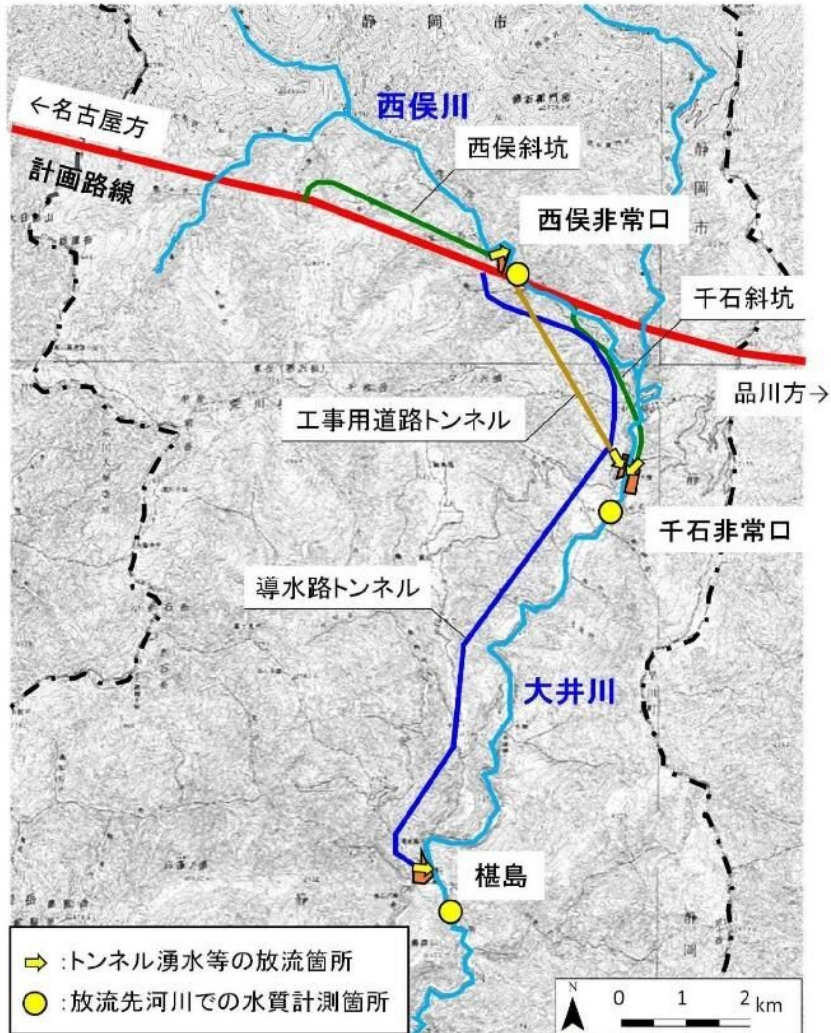 静岡市
西俣川
←名古屋方
西俣斜坑
計画路線
静岡市
西俣非常口
千石斜坑
品川方→
工事用道路トンネル
千石非常口
導水路トンネル
大井川
椹島
静岡
⇨:トンネル湧水等の放流箇所
○:放流先河川での水質計測箇所
N
0 1 2 km